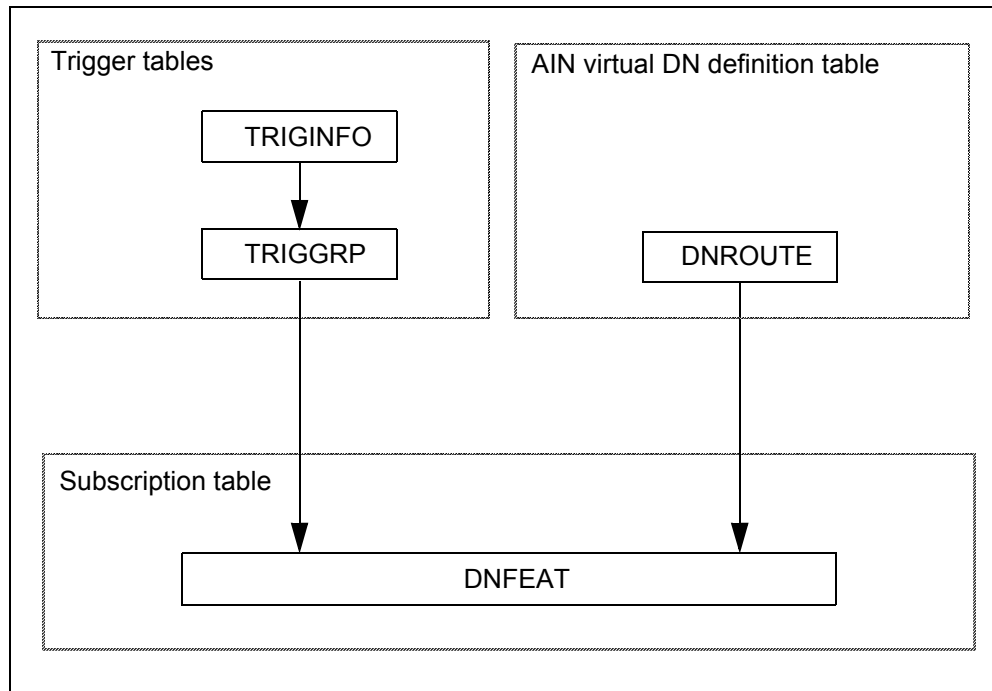 Trigger tables
AIN virtual DN definition table
TRIGINFO
TRIGGRP
DNROUTE
Subscription table
DNFEAT